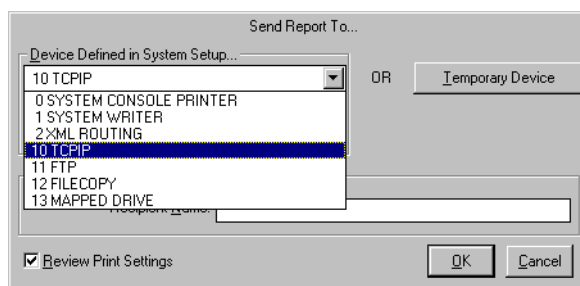 Send Report To...
Device Defined in System Setup...
10 TCPIP
OR
Temporary Device
0 SYSTEM CONSOLE PRINTER
1 SYSTEM WRITER
2 XML ROUTING
10 TCPIP
11 FTP
12 FILECOPY
13 MAPPED DRIVE
Recipient Name:
Review Print Settings
OK
Cancel